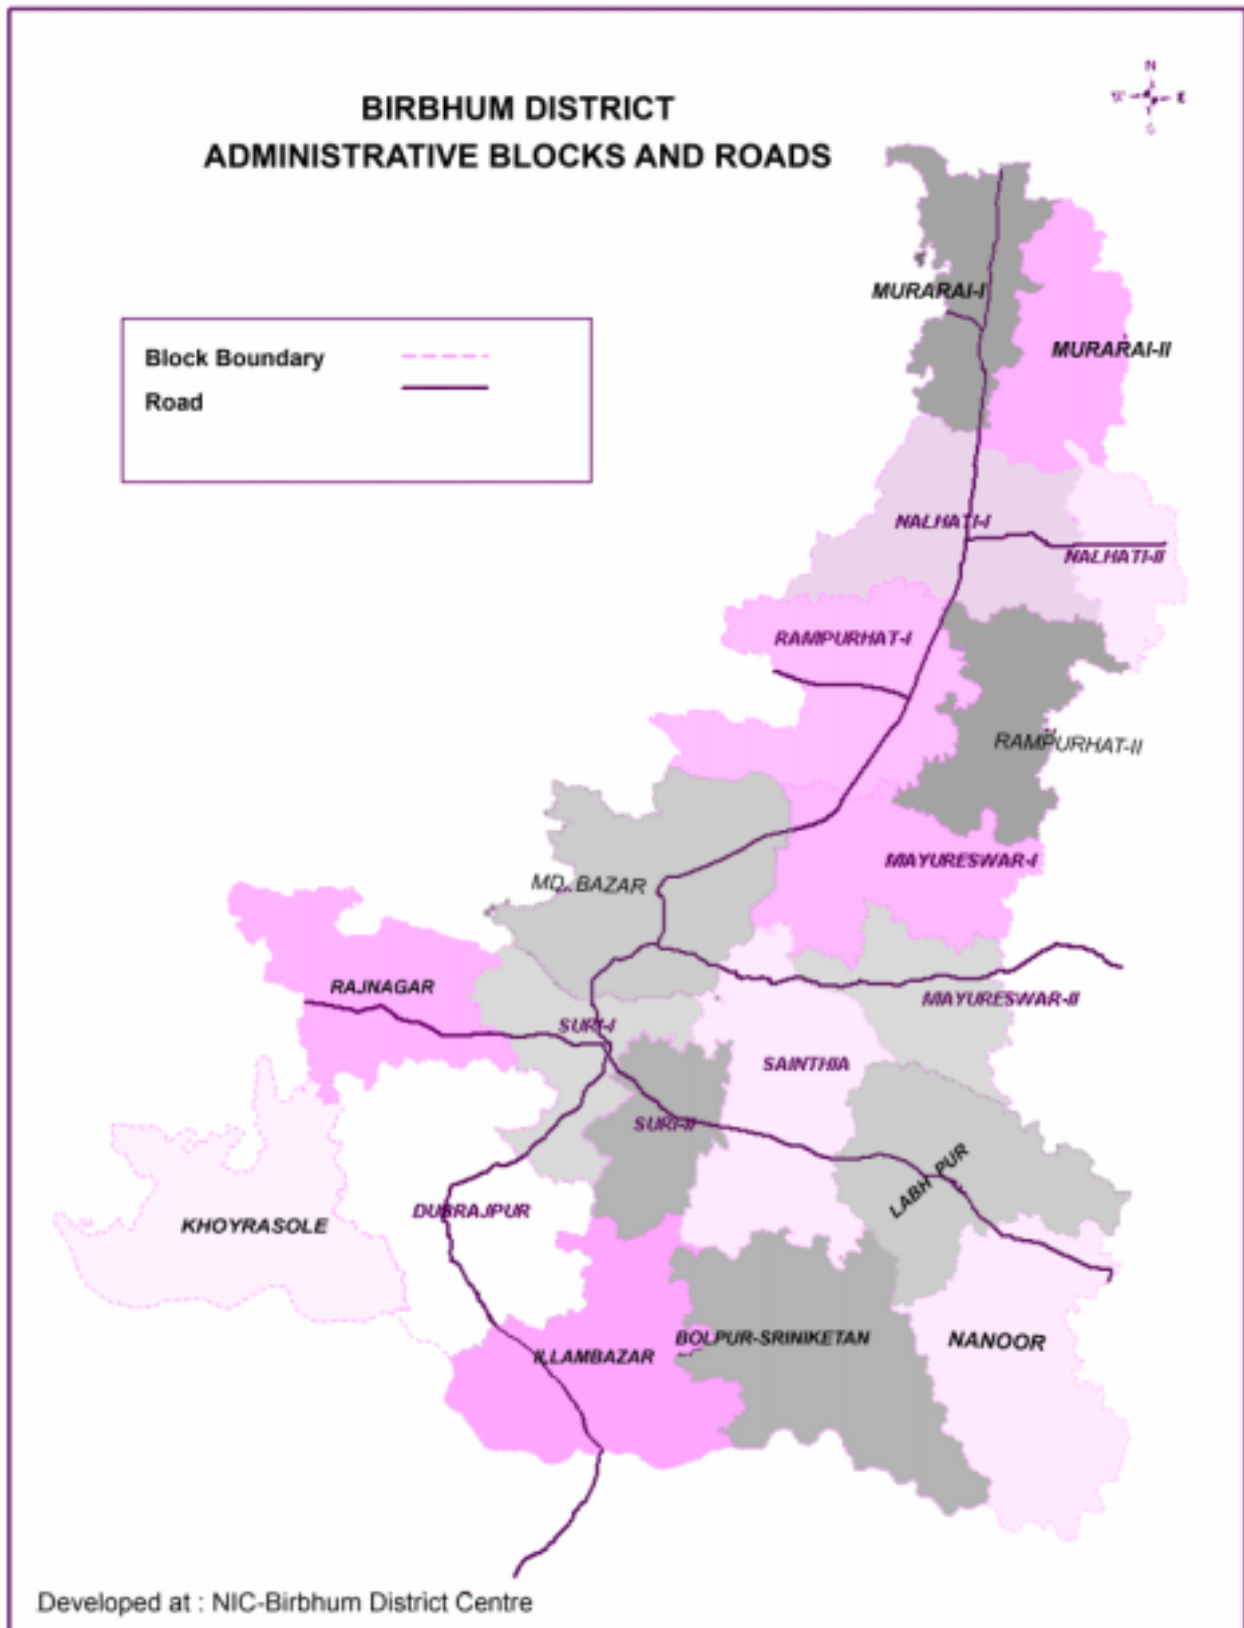 BIRBHUM DISTRICT
ADMINISTRATIVE BLOCKS AND ROADS
N
W
E
S
Block Boundary
Road
MURARAI-I
MURARAI-II
NALHATI-I
NALHATI-II
RAMPURHAT-I
RAMPURHAT-II
MAYURESWAR-I
MD. BAZAR
RAJNAGAR
MAYURESWAR-II
SURI-I
SAINTHIA
SURI-II
LABH PUR
DUBRAJPUR
KHOYRASOLE
BOLPUR-SRINIKETAN
NANOOR
ILLAMBAZAR
Developed at : NIC-Birbhum District Centre